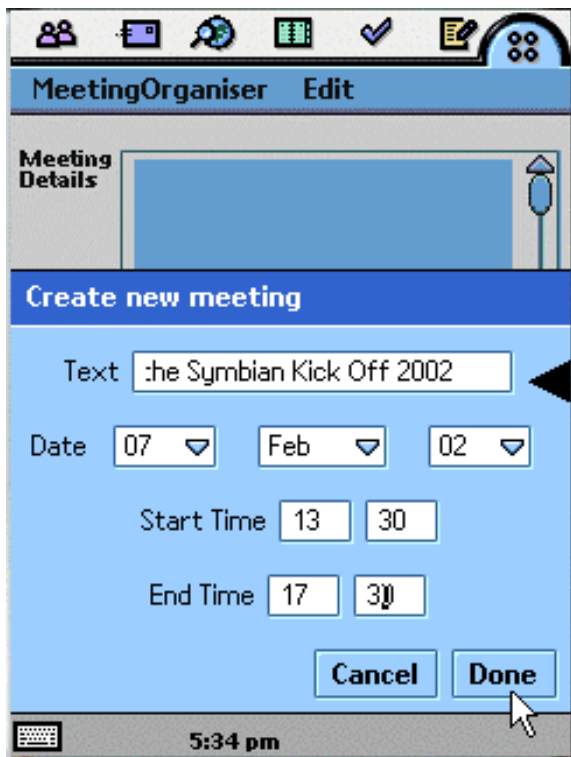 MeetingOrganiser Edit
Meeting
Details
Create new meeting
Text :he Symbian Kick Off 2002
Date 07 Feb 02
Start Time 13 30
End Time 17 30
Cancel Done
5:34 pm